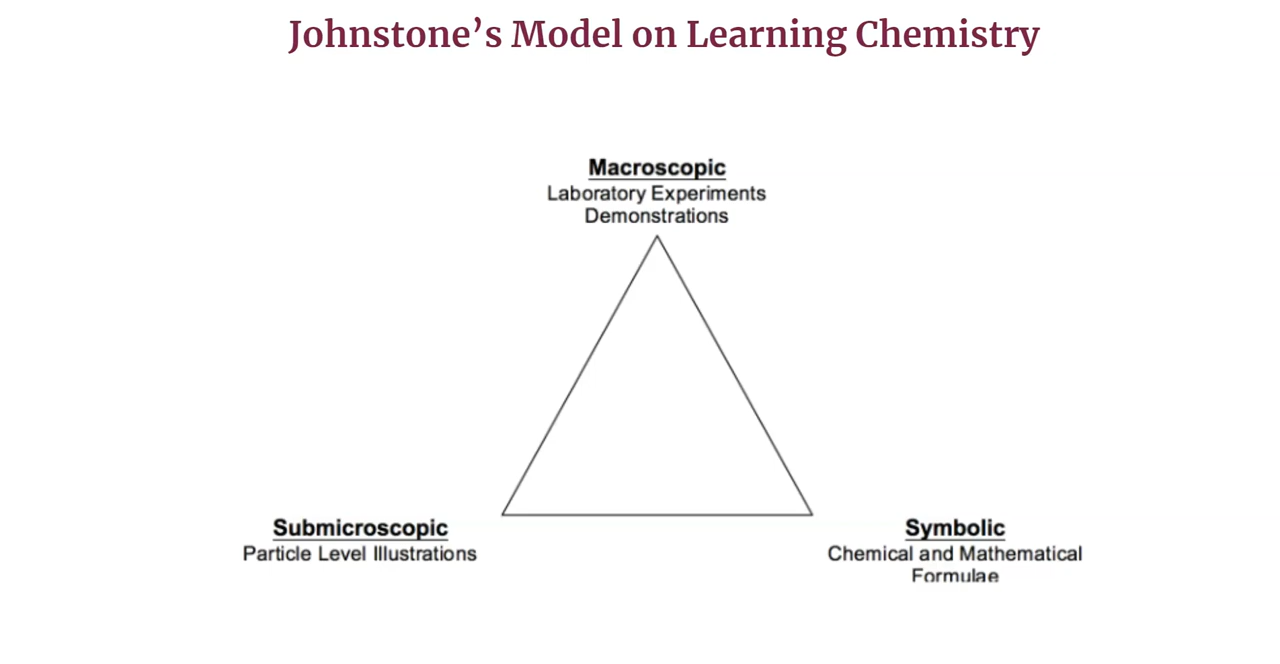 Johnstone’s Model on Learning Chemistry
Macroscopic
Laboratory Experiments
Demonstrations
Submicroscopic
Particle Level Illustrations
Symbolic
Chemical and Mathematical
Formulae